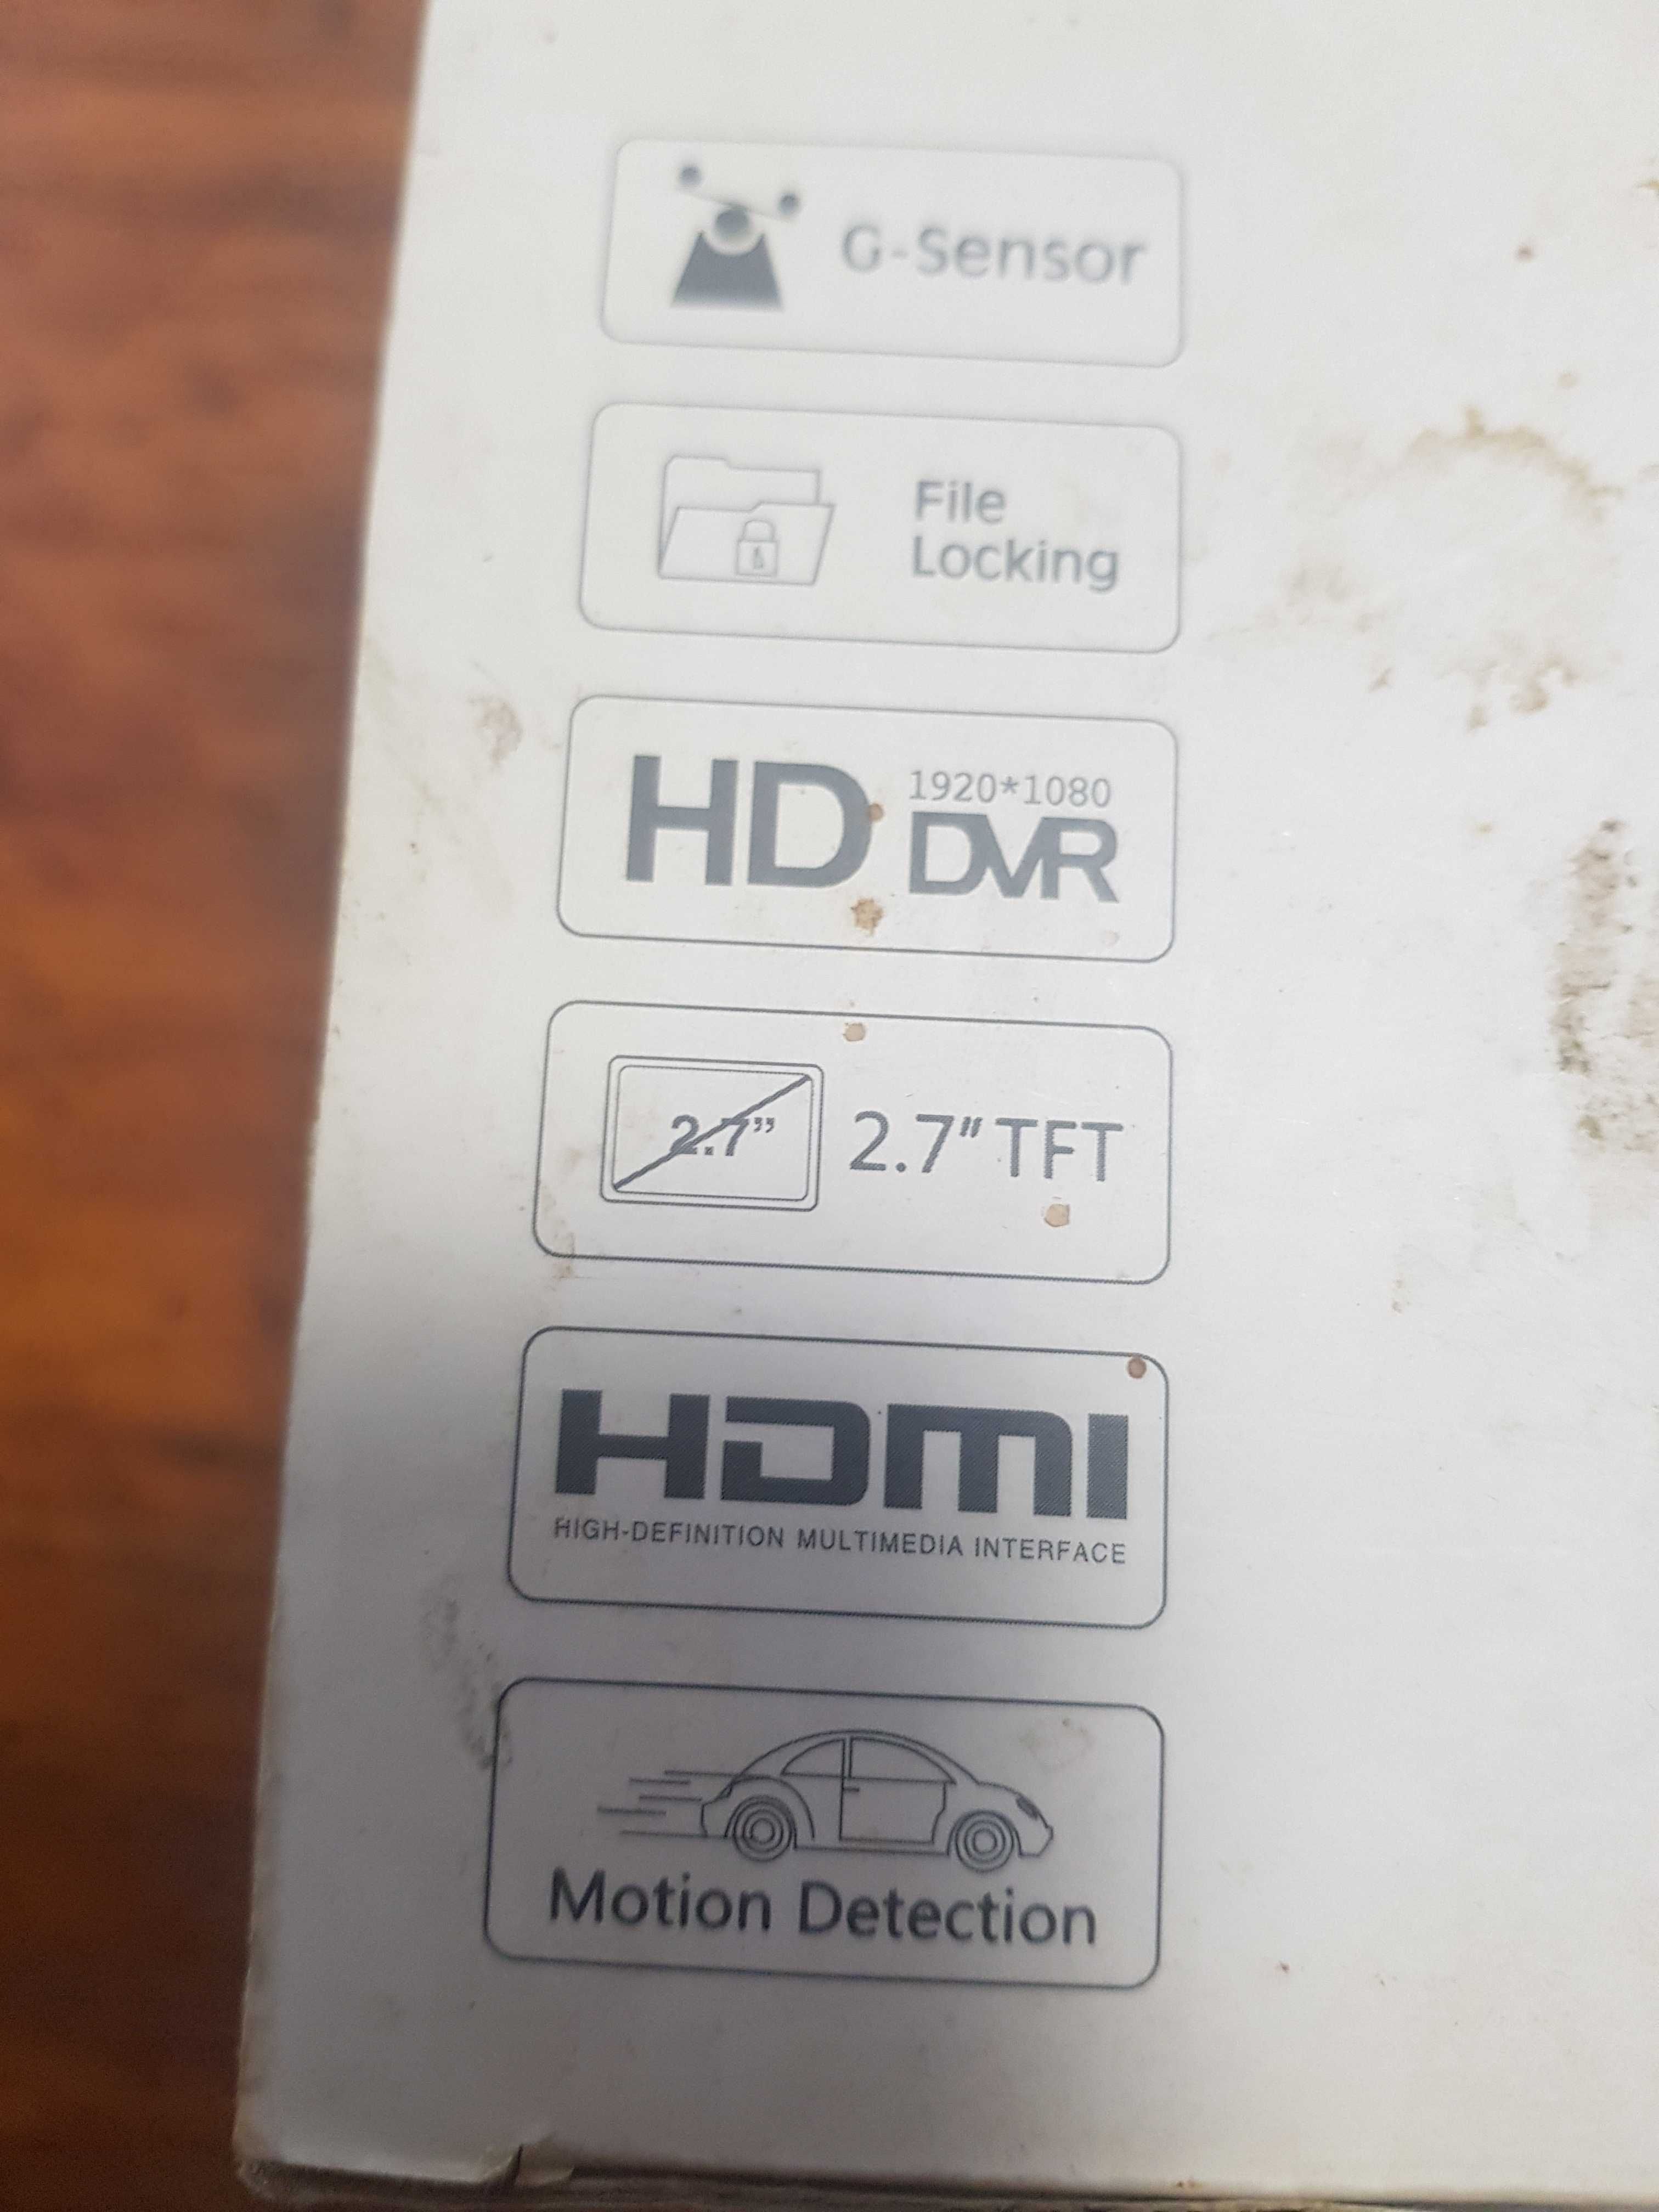 G-Sensor
File
Locking
HD 1920*1080
DVR
2.7” 2.7" TFT
HDMI
HIGH-DEFINITION MULTIMEDIA INTERFACE
Motion Detection